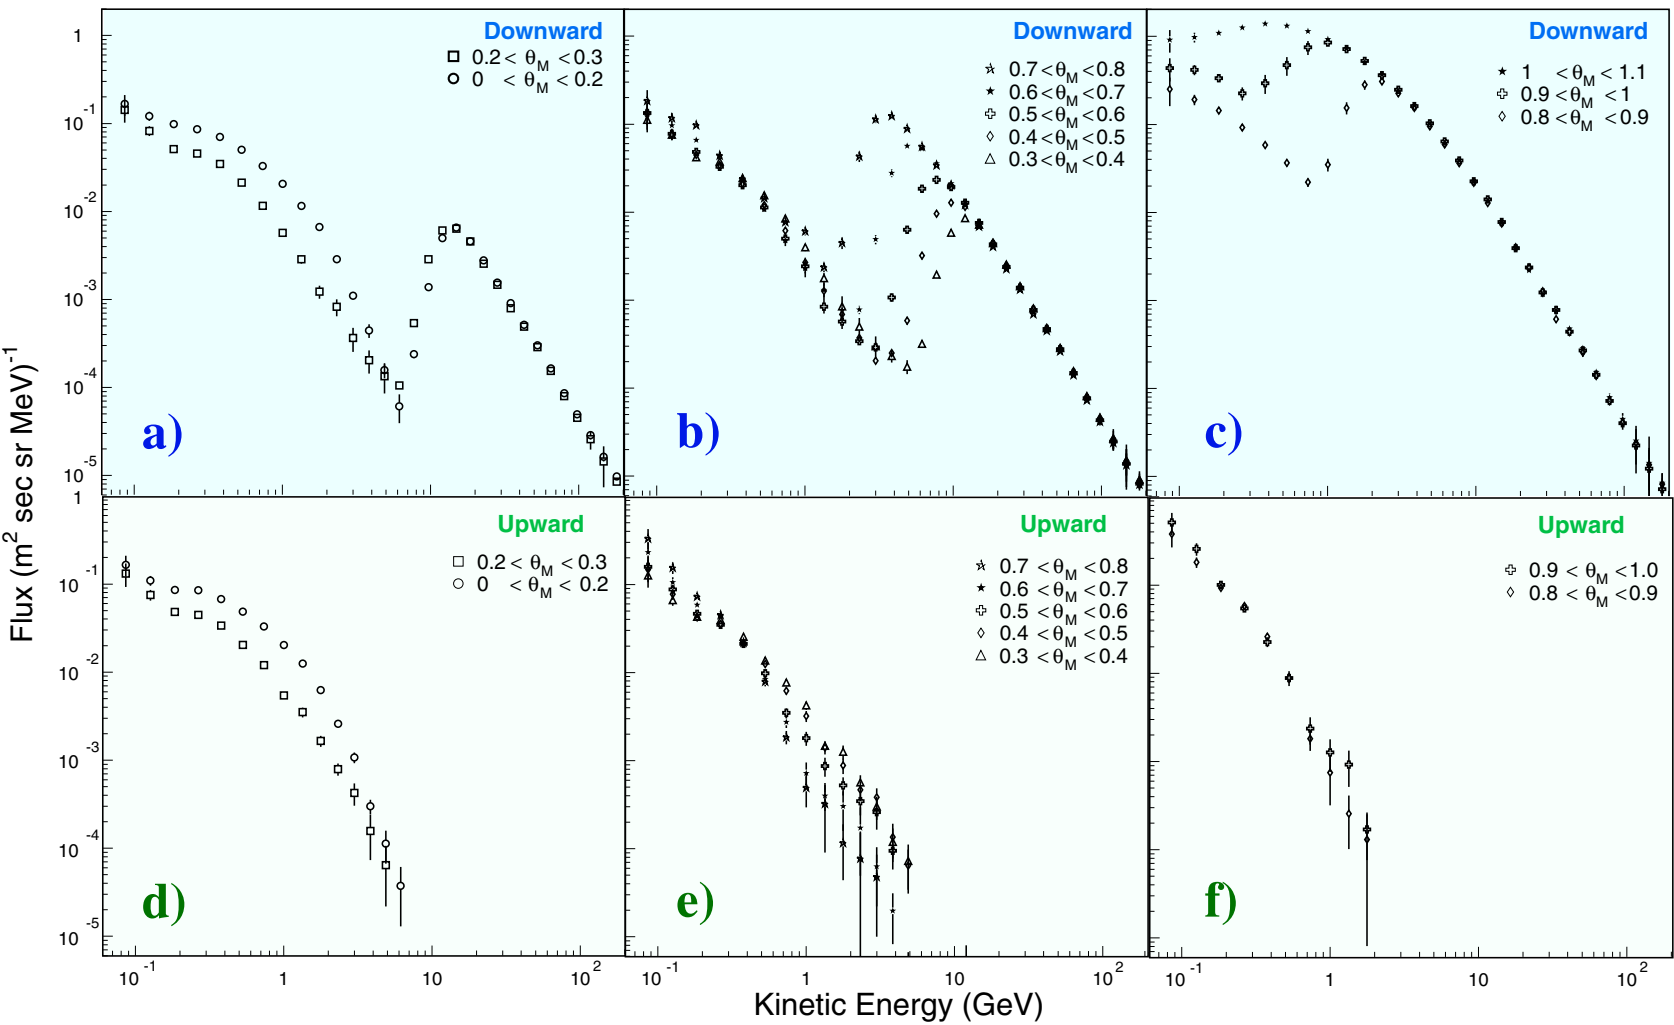 Flux (m2 sec sr MeV)-1
1
10-1
10-2
10-3
10-4
10-5
Downward
0.2< θM <0.3
0 <θM <0.2
a)
Downward
0.7<θM <0.8
0.6<θM <0.7
0.5<θM <0.6
0.4<θM <0.5
0.3<θM <0.4
b)
Downward
1 <θM < 1.1
0.9<θM <1
0.8 <θM <0.9
c)
1
10-1
10-2
10-3
10-4
10-5
Upward
0.2< θM <0.3
0 <θM <0.2
d)
10-1 1 10 102
Upward
0.7 <θM <0.8
0.6 <θM <0.7
0.5 <θM <0.6
0.4 <θM <0.5
0.3 <θM <0.4
e)
10-1 1 10 102
Upward
0.9 < θM <1.0
0.8 < θM <0.9
f)
10-1 1 10 102
Kinetic Energy (GeV)